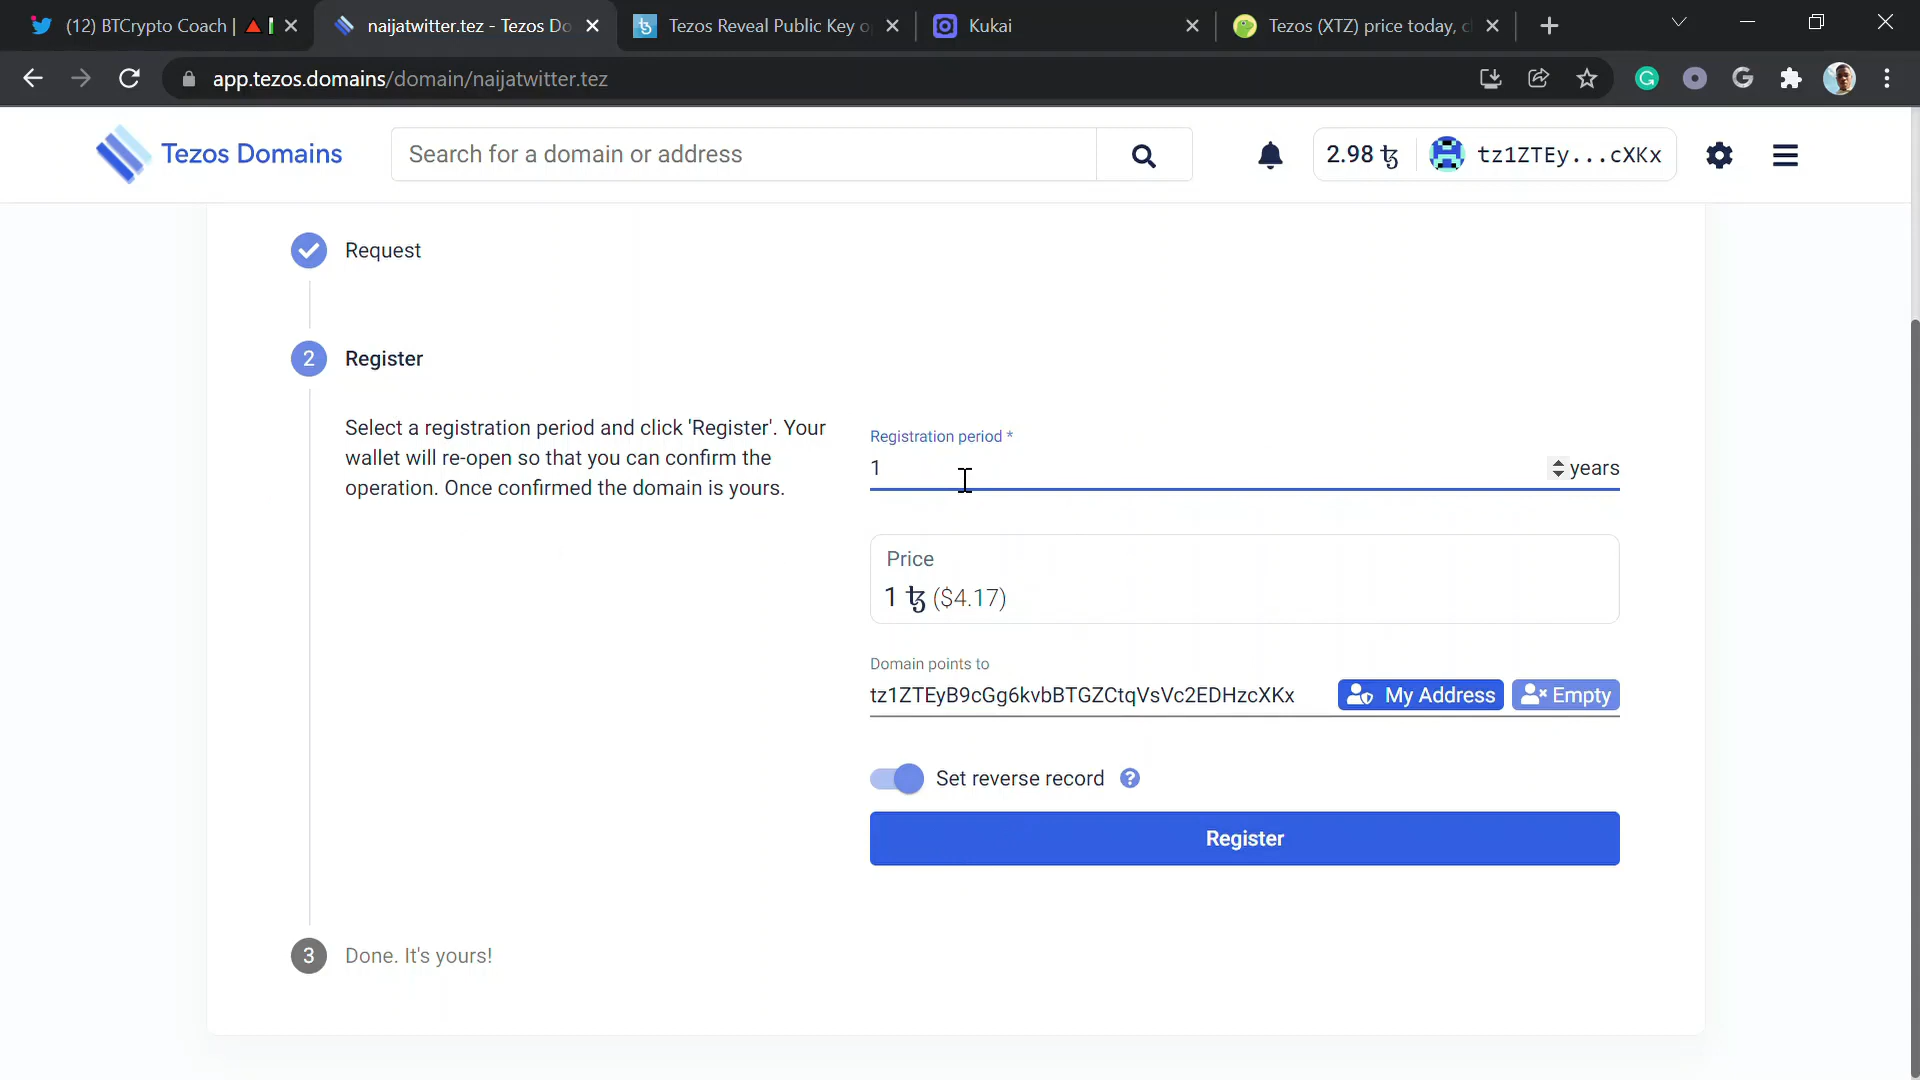 (12) BTCrypto Coach |
naijatwitter.tez - Tezos Do
Tezos Reveal Public Key o
Kukai
Tezos (XTZ) price today, c
app.tezos.domains/domain/naijatwitter.tez
Tezos Domains
Search for a domain or address
2.98 ꜩ
tz1ZTEy...cXKx
Request
2
Register
Select a registration period and click 'Register'. Your
wallet will re-open so that you can confirm the
operation. Once confirmed the domain is yours.
Registration period *
1
years
Price
1 ꜩ ($4.17)
Domain points to
tz1ZTEyB9cGg6kvbBTGZCtqVsVc2EDHzcXKx
My Address
Empty
Set reverse record ?
Register
3
Done. It's yours!